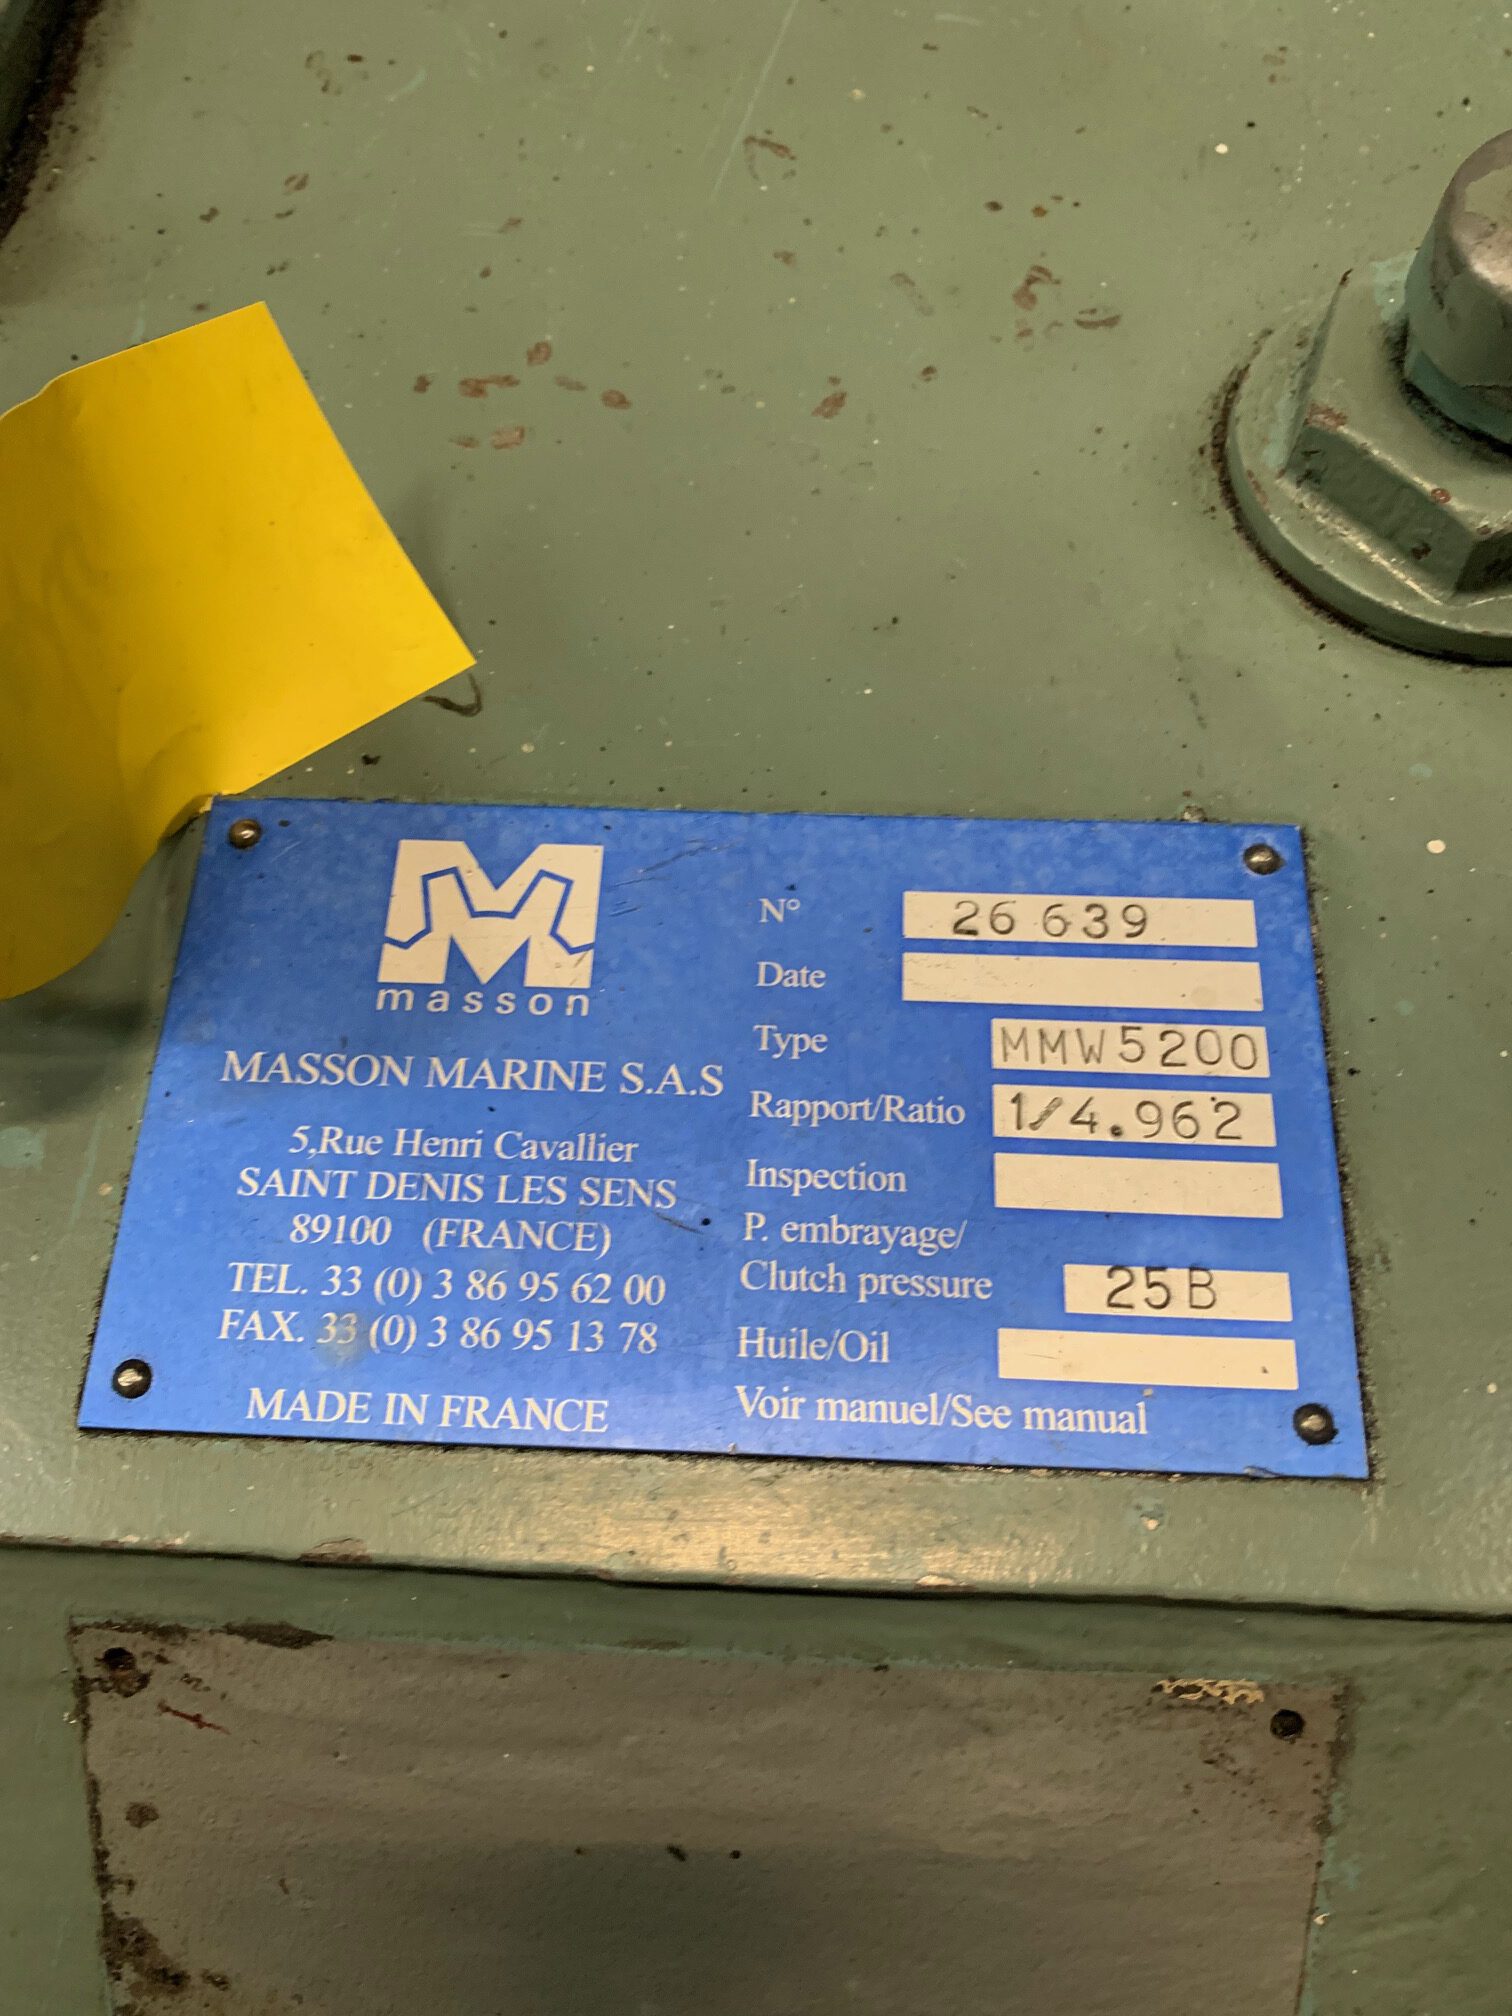 masson
MASSON MARINE S.A.S
5,Rue Henri Cavallier
SAINT DENIS LES SENS
89100 (FRANCE)
TEL. 33 (0) 3 86 95 62 00
FAX. 33 (0) 3 86 95 13 78
MADE IN FRANCE
N° 26 639
Date
Type MMW5200
Rapport/Ratio 1/4.962
Inspection
P. embrayage/
Clutch pressure 25B
Huile/Oil
Voir manuel/See manual